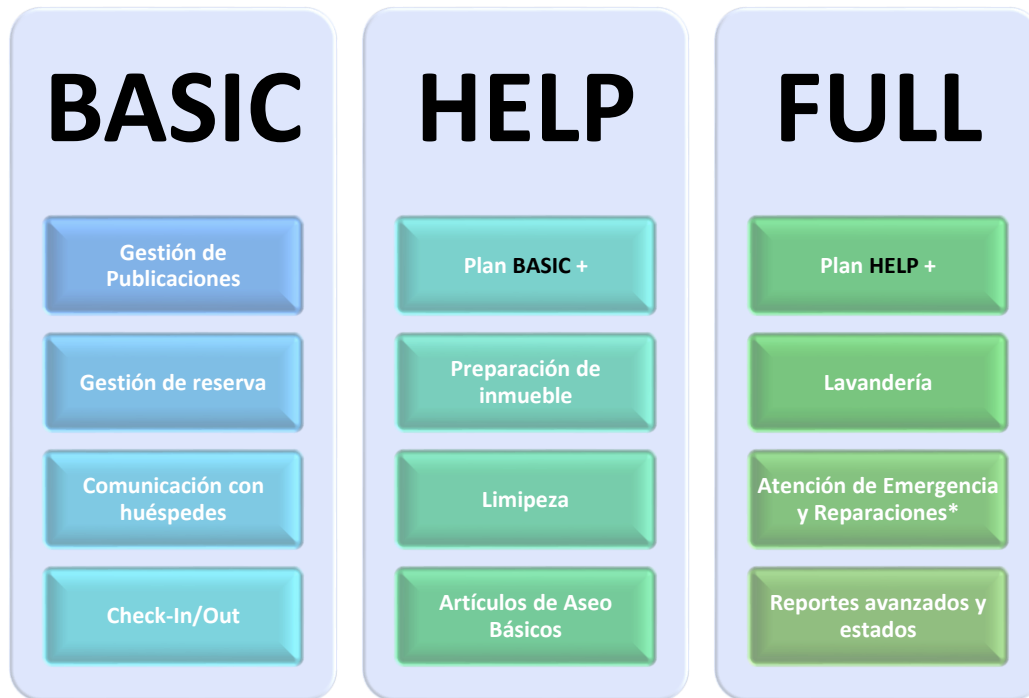 BASIC
Gestión de
Publicaciones
Gestión de reserva
Comunicación con
huéspedes
Check-In/Out
HELP
Plan BASIC +
Preparación de
inmueble
Limipeza
Artículos de Aseo
Básicos
FULL
Plan HELP +
Lavandería
Atención de Emergencia
y Reparaciones*
Reportes avanzados y
estados